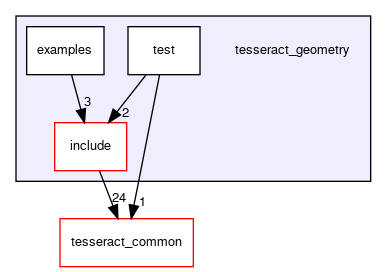 examples
test
tesseract_geometry
3
2
include
24
1
tesseract_common